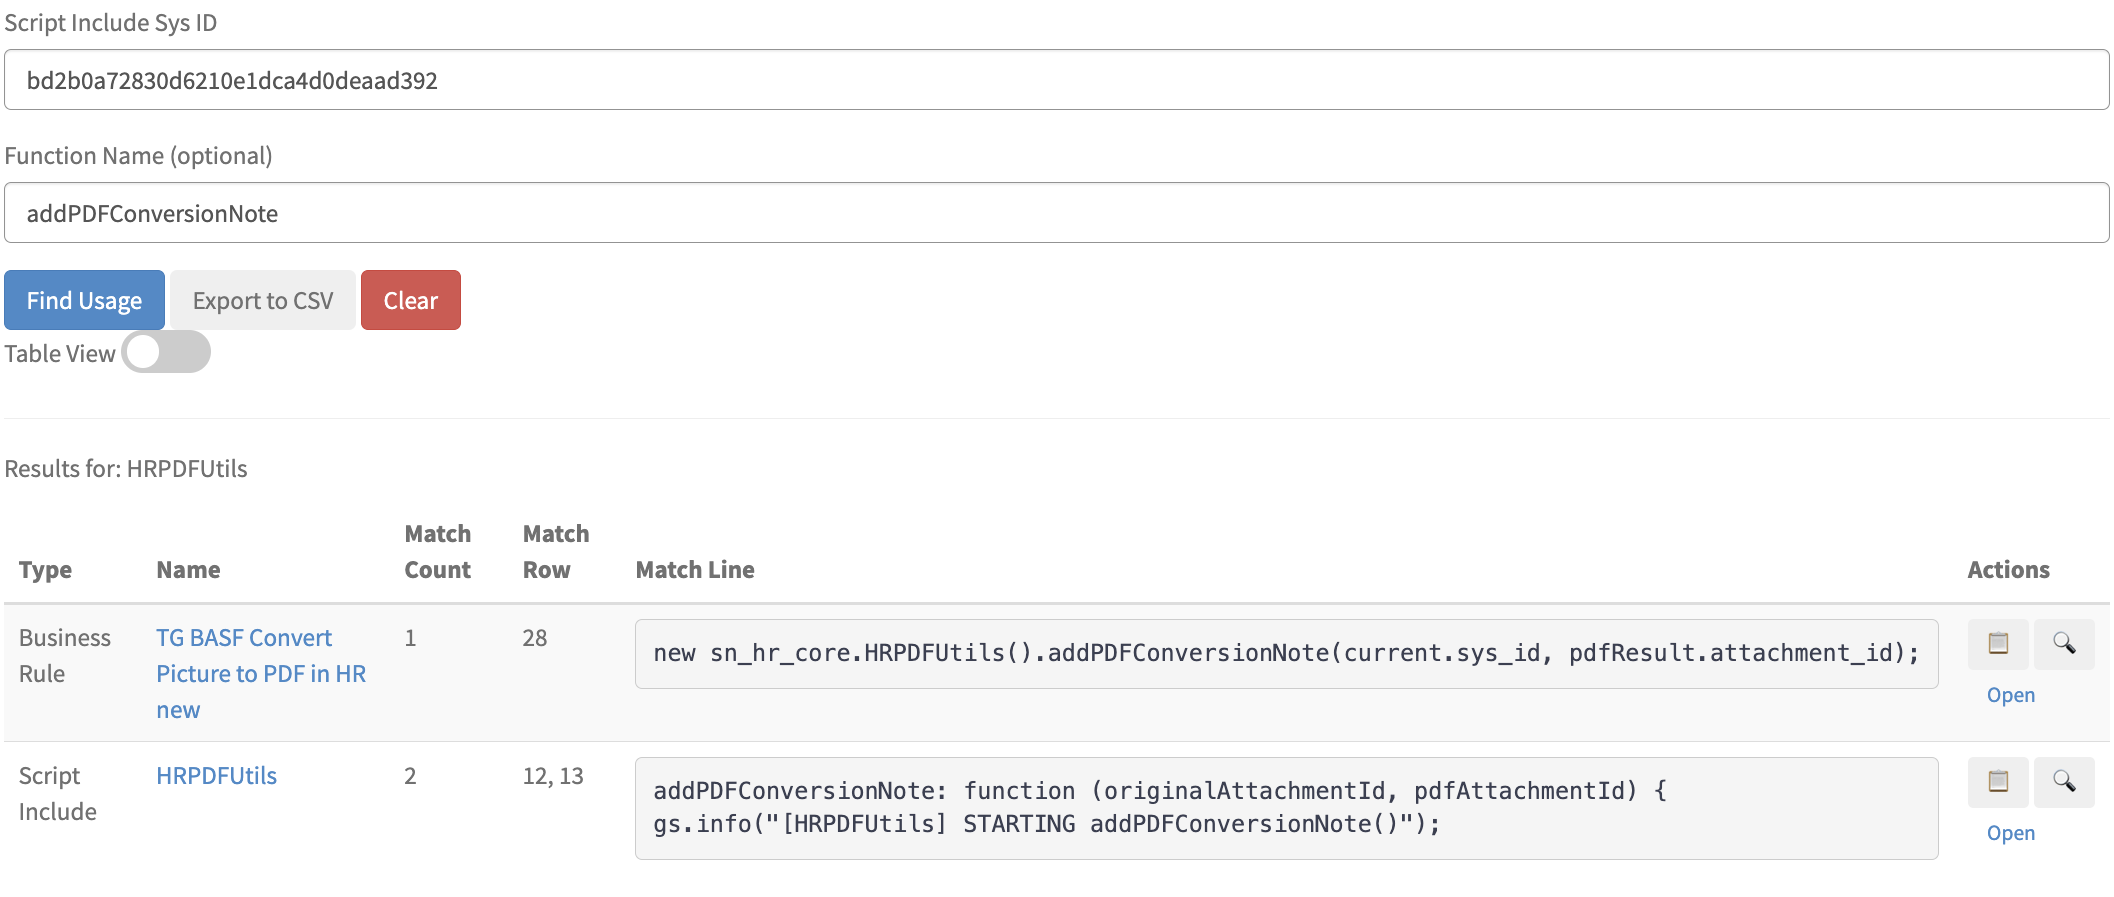 Script Include Sys ID
bd2b0a72830d6210e1dca4d0deaad392
Function Name (optional)
addPDFConversionNote
Find Usage
Export to CSV
Clear
Table View
Results for: HRPDFUtils
Type
Name
Match
Count
Match
Row
Match Line
Actions
Business
Rule
TG BASF Convert
Picture to PDF in HR
new
1
28
new sn_hr_core.HRPDFUtils().addPDFConversionNote(current.sys_id, pdfResult.attachment_id);
Open
Script
Include
HRPDFUtils
2
12, 13
addPDFConversionNote: function (originalAttachmentId, pdfAttachmentId) {
gs.info("[HRPDFUtils] STARTING addPDFConversionNote()");
Open